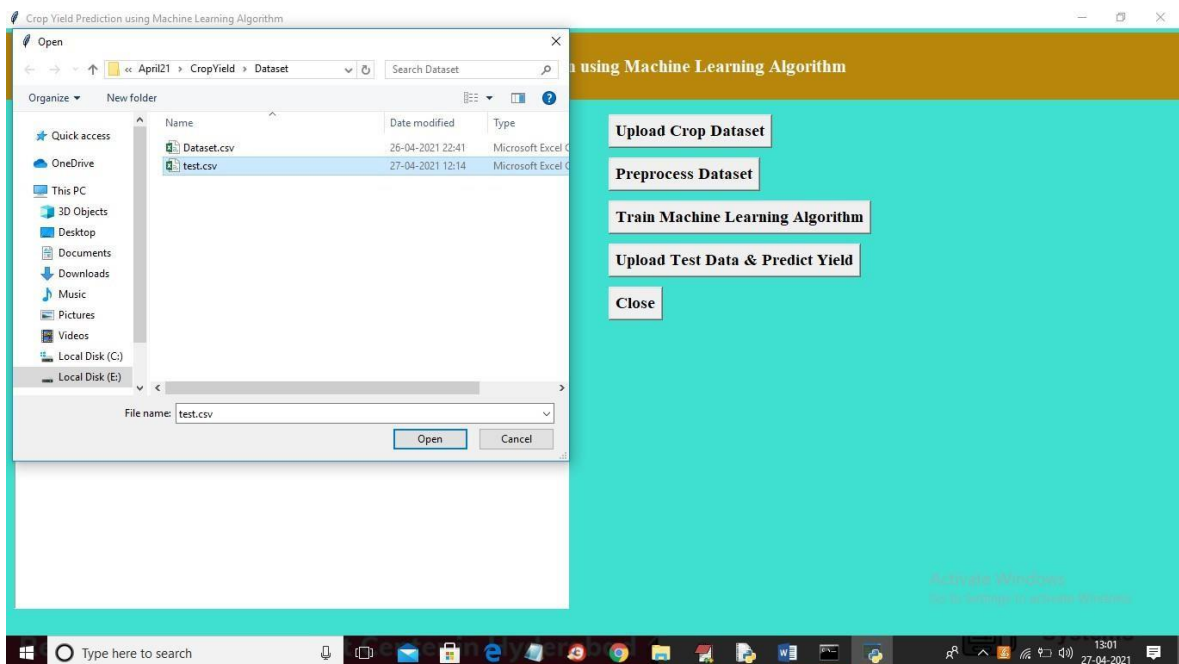 Crop Yield Prediction using Machine Learning Algorithm
Open
« April21 › CropYield › Dataset
Search Dataset
using Machine Learning Algorithm
Organize
New folder
Name
Date modified
Type
Quick access
OneDrive
This PC
3D Objects
Desktop
Documents
Downloads
Music
Pictures
Videos
Local Disk (C:)
Local Disk (E:)
Dataset.csv
26-04-2021 22:41
Microsoft Excel C
test.csv
27-04-2021 12:14
Microsoft Excel C
File name: test.csv
Open
Cancel
Upload Crop Dataset
Preprocess Dataset
Train Machine Learning Algorithm
Upload Test Data & Predict Yield
Close
Activate Windows
Type here to search
13:01
27-04-2021